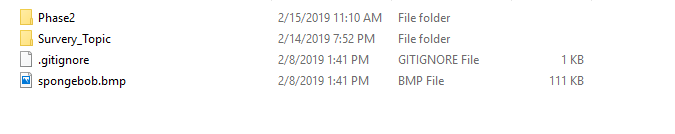 Phase2 2/15/2019 11:10 AM File folder
Survery_Topic 2/14/2019 7:52 PM File folder
.gitignore 2/8/2019 1:41 PM GITIGNORE File 1 KB
spongebob.bmp 2/8/2019 1:41 PM BMP File 111 KB